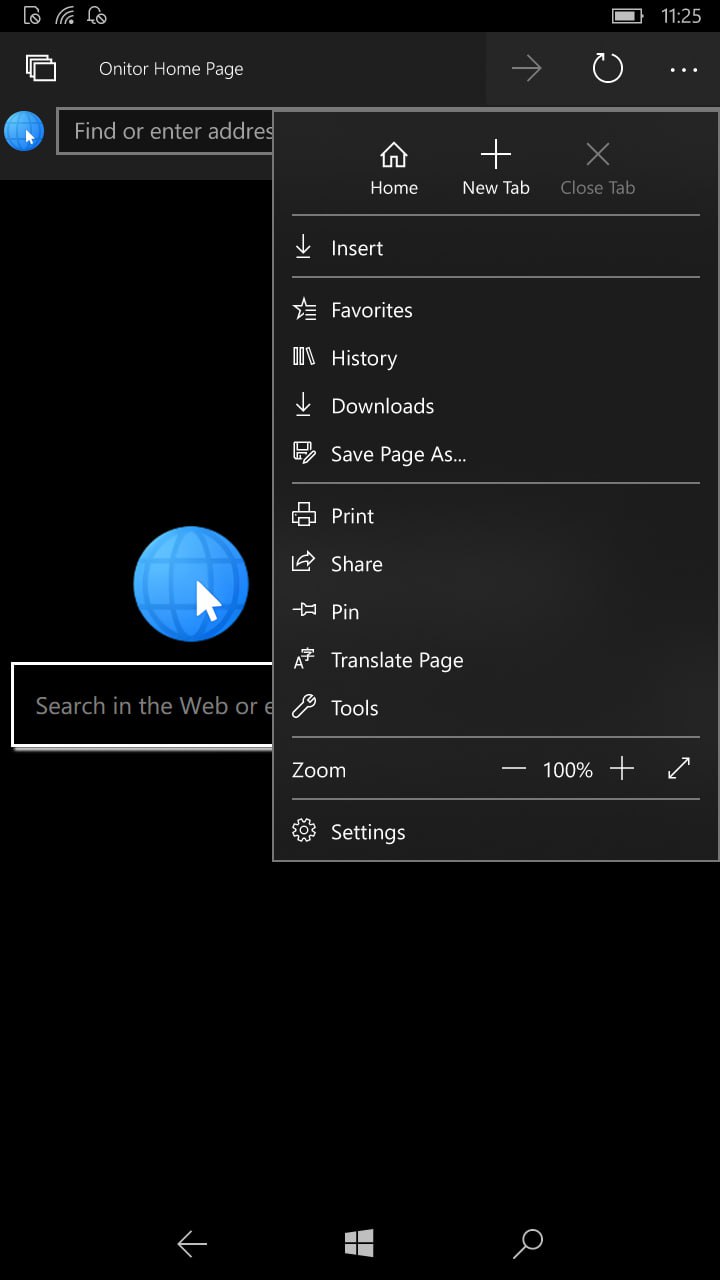 11:25
Onitor Home Page
Find or enter addres
Home New Tab Close Tab
Insert
Favorites
History
Downloads
Save Page As...
Print
Share
Pin
Translate Page
Tools
Search in the Web or e
Zoom 100%
Settings